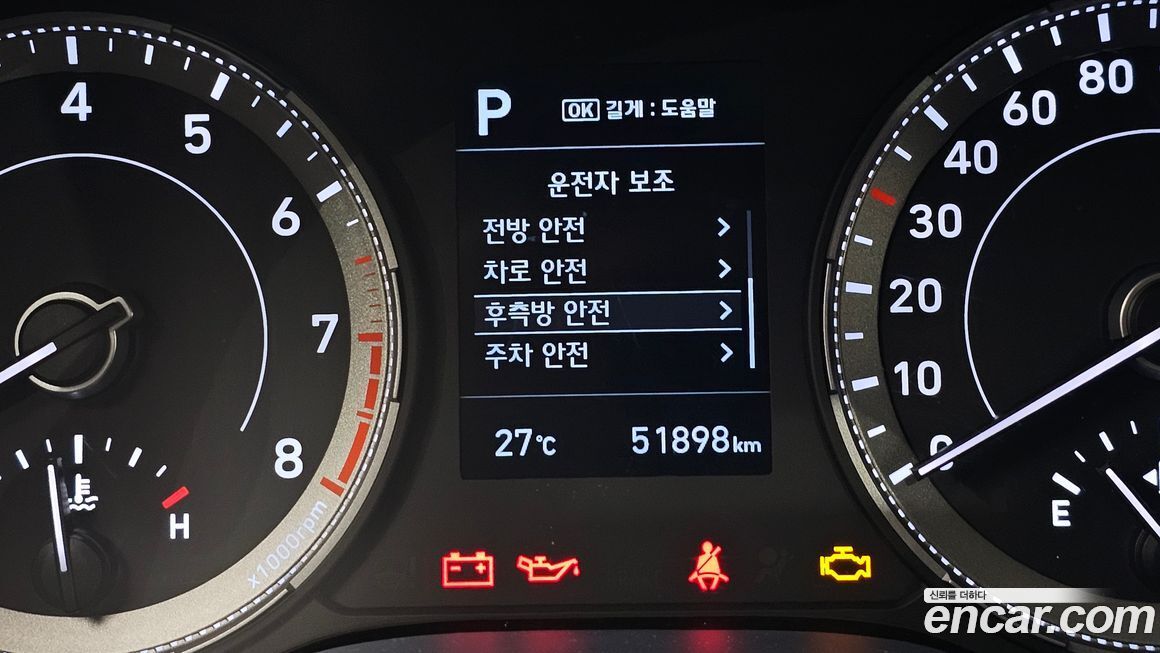 P
OK 길게 : 도움말
운전자 보조
전방 안전
차로 안전
후측방 안전
주차 안전
27℃
51898km
4
5
6
7
8
x1000rpm
H
80
60
40
30
20
10
0
E
신뢰를 더하다
encar.com